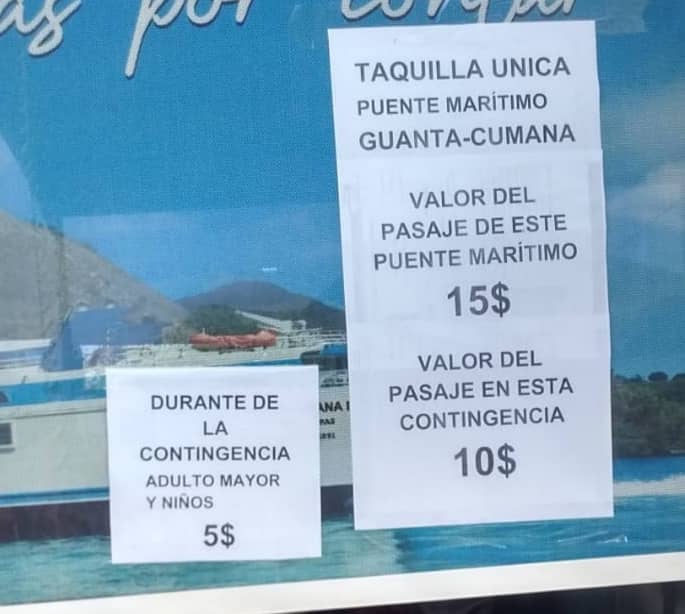 por
TAQUILLA UNICA
PUENTE MARÍTIMO
GUANTA-CUMANA
VALOR DEL
PASAJE DE ESTE
PUENTE MARÍTIMO
15$
VALOR DEL
PASAJE EN ESTA
CONTINGENCIA
10$
DURANTE DE
LA
CONTINGENCIA
ADULTO MAYOR
Y NIÑOS
5$